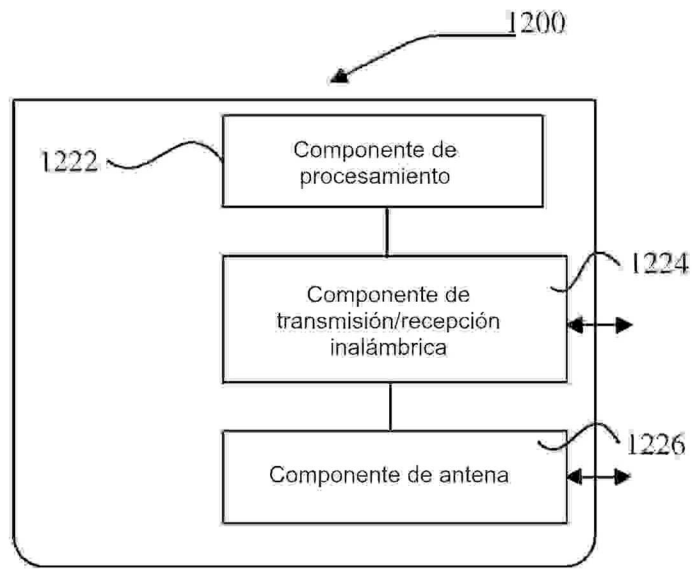 1200
1222
Componente de
procesamiento
1224
Componente de
transmisión/recepción
inalámbrica
1226
Componente de antena